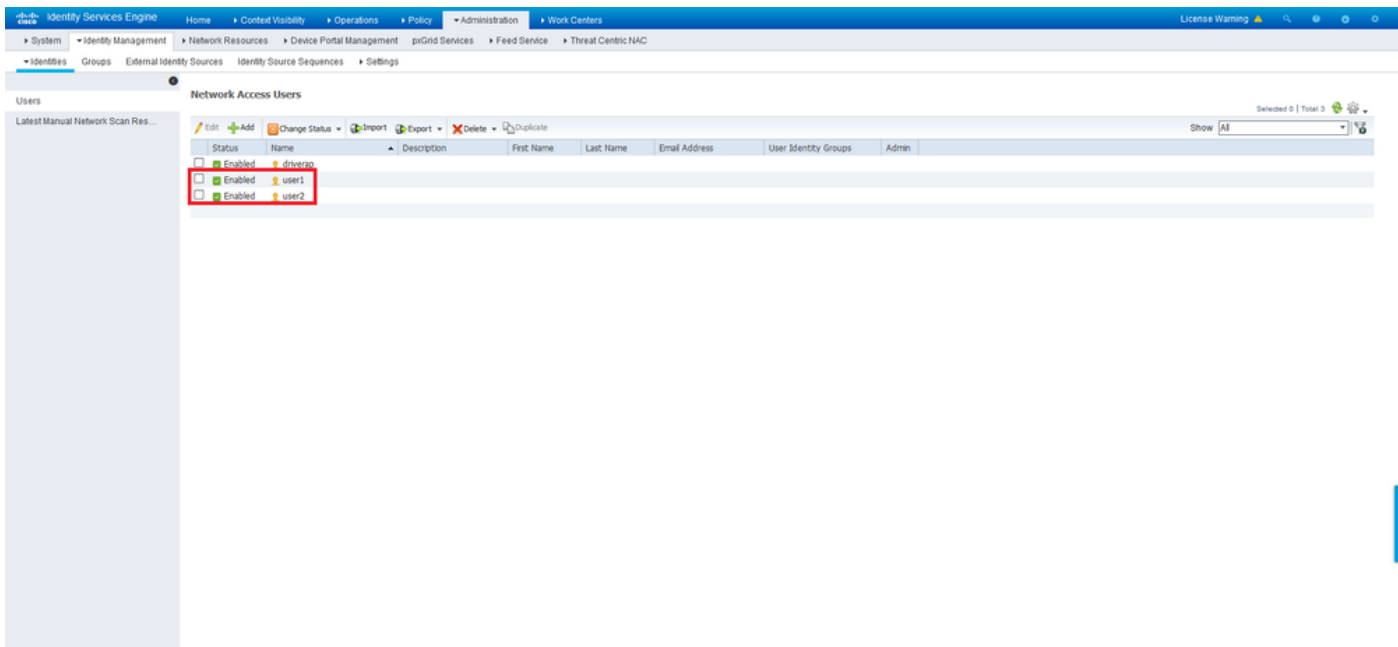 cisco Identity Services Engine Home Context Visibility Operations Policy Administration Work Centers License Warning
System Identity Management Network Resources Device Portal Management pxGrid Services Feed Service Threat Centric NAC
Identities Groups External Identity Sources Identity Source Sequences Settings
Users
Latest Manual Network Scan Res...
Network Access Users
Selected 0 | Total 3
Edit Add Change Status Import Export Delete Duplicate Show All
Status Name Description First Name Last Name Email Address User Identity Groups Admin
Enabled driverap
Enabled user1
Enabled user2